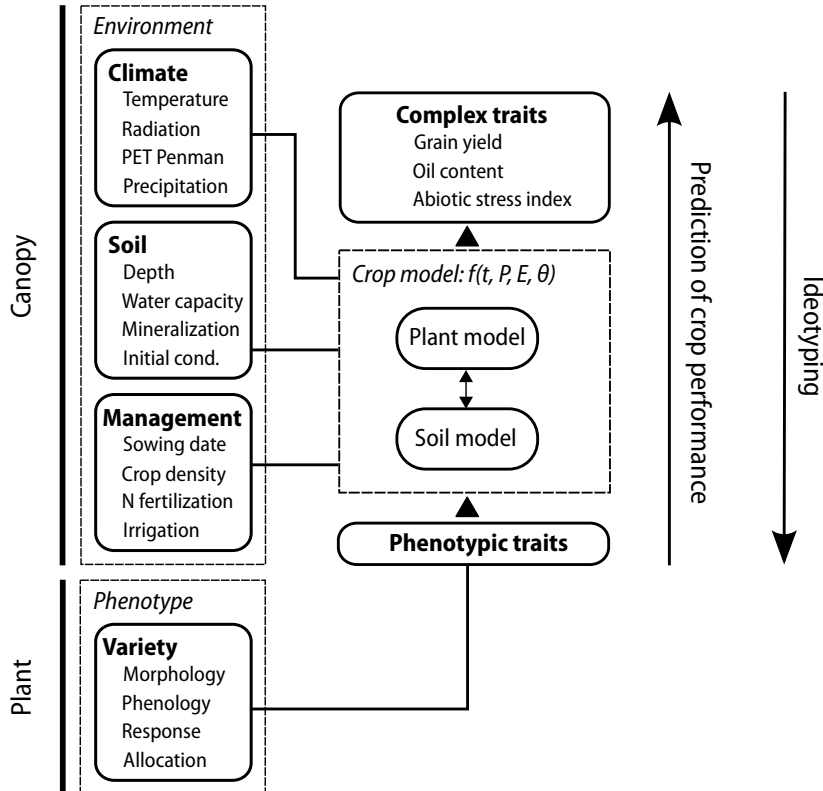 Canopy
Environment
Climate
Temperature
Radiation
PET Penman
Precipitation
Soil
Depth
Water capacity
Mineralization
Initial cond.
Management
Sowing date
Crop density
N fertilization
Irrigation
Plant
Phenotype
Variety
Morphology
Phenology
Response
Allocation
Complex traits
Grain yield
Oil content
Abiotic stress index
Crop model: f(t, P, E, θ)
Plant model
Soil model
Phenotypic traits
Prediction of crop performance
Ideotyping